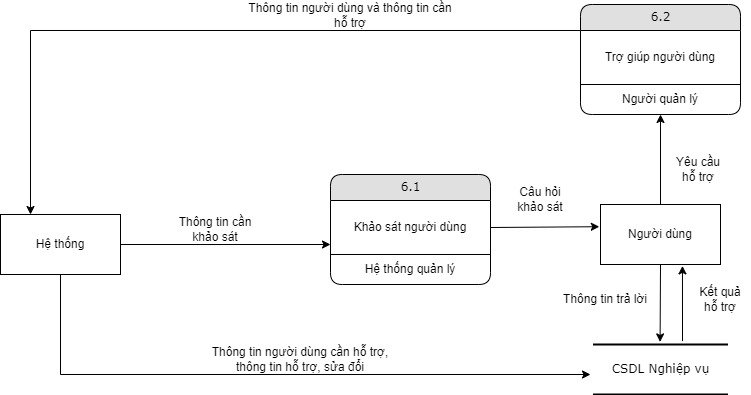 Thông tin người dùng và thông tin cần
hỗ trợ
6.2
Trợ giúp người dùng
Người quản lý
Yêu cầu
hỗ trợ
6.1
Khảo sát người dùng
Hệ thống quản lý
Câu hỏi
khảo sát
Thông tin cần
khảo sát
Hệ thống
Người dùng
Thông tin trả lời
Kết quả
hỗ trợ
Thông tin người dùng cần hỗ trợ,
thông tin hỗ trợ, sửa đổi
CSDL Nghiệp vụ